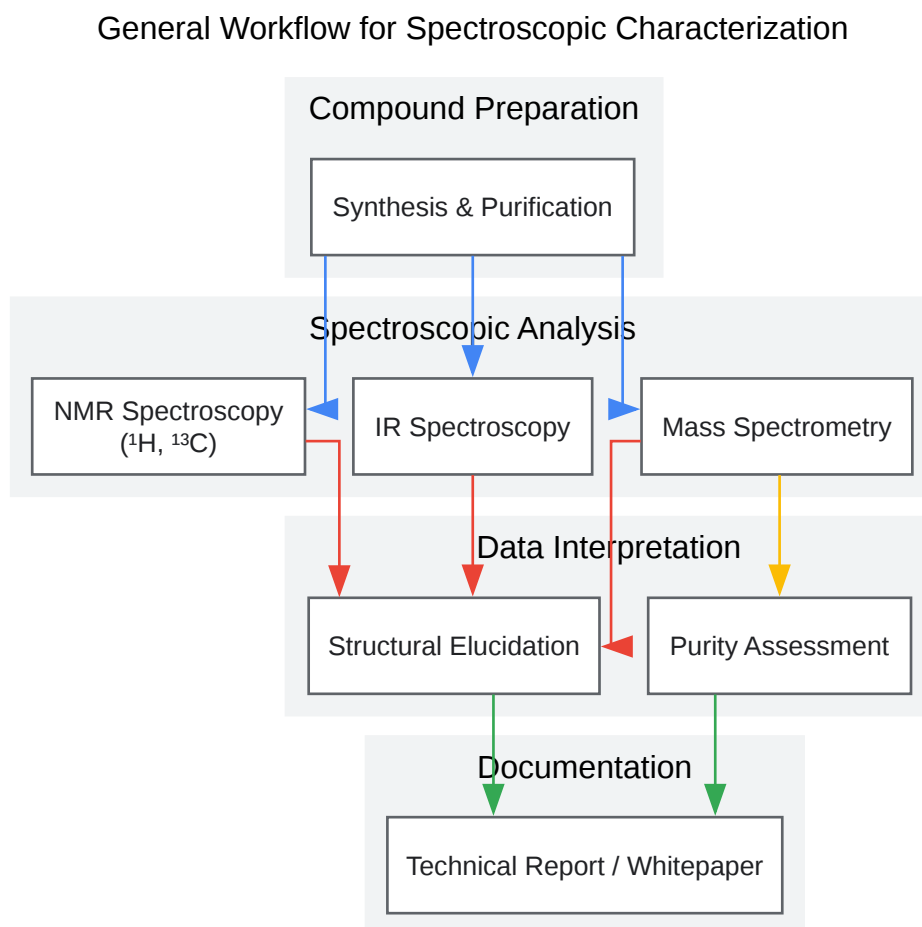 General Workflow for Spectroscopic Characterization
Compound Preparation
Synthesis & Purification
Spectroscopic Analysis
NMR Spectroscopy
(¹H, ¹³C)
IR Spectroscopy
Mass Spectrometry
Data Interpretation
Structural Elucidation
Purity Assessment
Documentation
Technical Report / Whitepaper